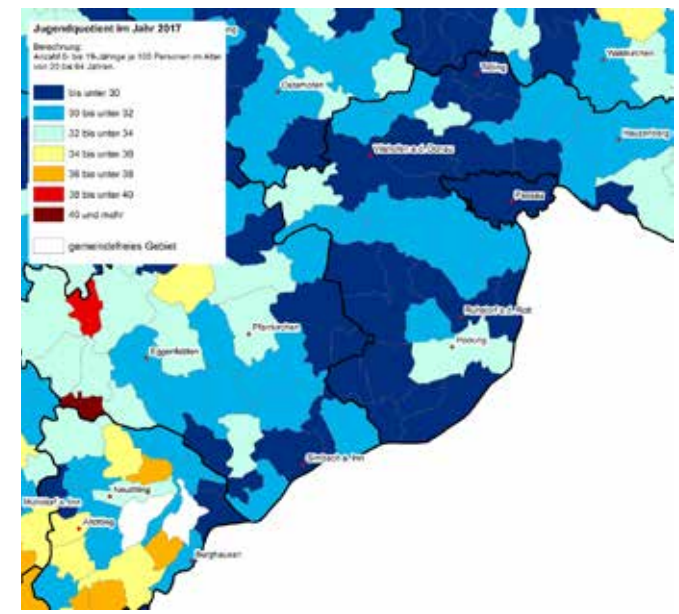 Jugendquotient im Jahr 2017
Berechnung:
Anzahl 0- bis 19-Jährige je 100 Personen im Alter
von 20 bis 64 Jahren.
bis unter 30
30 bis unter 32
32 bis unter 34
34 bis unter 36
36 bis unter 38
38 bis unter 40
40 und mehr
gemeindefreies Gebiet
Waldkirchen
Tittling
Osterhofen
Hauzenberg
Vilshofen a.d. Donau
Passau
Ruhstorf a.d. Rott
Pocking
Pfarrkirchen
Eggenfelden
Simbach a. Inn
Neuötting
Mühldorf a. Inn
Altötting
Burghausen